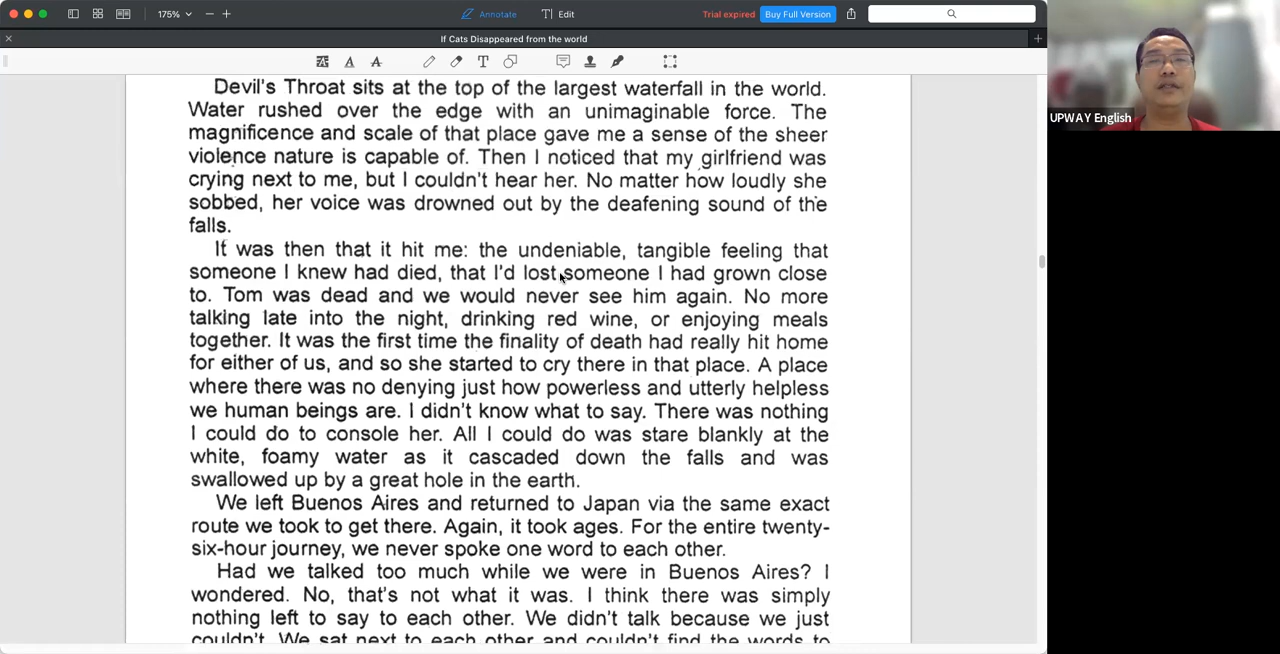 175%
Annotate
Edit
Trial expired
Buy Full Version
If Cats Disappeared from the world
Devil's Throat sits at the top of the largest waterfall in the world.
Water rushed over the edge with an unimaginable force. The
magnificence and scale of that place gave me a sense of the sheer
violence nature is capable of. Then I noticed that my girlfriend was
crying next to me, but I couldn't hear her. No matter how loudly she
sobbed, her voice was drowned out by the deafening sound of the
falls.
It was then that it hit me: the undeniable, tangible feeling that
someone I knew had died, that I'd lost someone I had grown close
to. Tom was dead and we would never see him again. No more
talking late into the night, drinking red wine, or enjoying meals
together. It was the first time the finality of death had really hit home
for either of us, and so she started to cry there in that place. A place
where there was no denying just how powerless and utterly helpless
we human beings are. I didn't know what to say. There was nothing
I could do to console her. All I could do was stare blankly at the
white, foamy water as it cascaded down the falls and was
swallowed up by a great hole in the earth.
We left Buenos Aires and returned to Japan via the same exact
route we took to get there. Again, it took ages. For the entire twenty-
six-hour journey, we never spoke one word to each other.
Had we talked too much while we were in Buenos Aires? I
wondered. No, that's not what it was. I think there was simply
nothing left to say to each other. We didn't talk because we just
couldn't. We sat next to each other and couldn't find the words to
UPWAY English